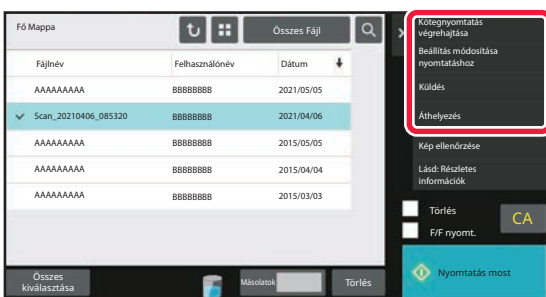 Fő Mappa
Összes Fájl
Fájlnév Felhasználónév Dátum
AAAAAAAAA BBBBBBBB 2021/05/05
Scan_20210406_085320 BBBBBBBB 2021/04/06
AAAAAAAAA BBBBBBBB 2015/05/05
AAAAAAAAA BBBBBBBB 2015/04/04
AAAAAAAAA BBBBBBBB 2015/03/03
Összes
kiválasztása
Másolatok
Törlés
Kötegnyomtatás
végrehajtása
Beállítás módosítása
nyomtatáshoz
Küldés
Áthelyezés
Kép ellenőrzése
Lásd: Részletes
információk
Törlés
F/F nyomt.
CA
Nyomtatás most